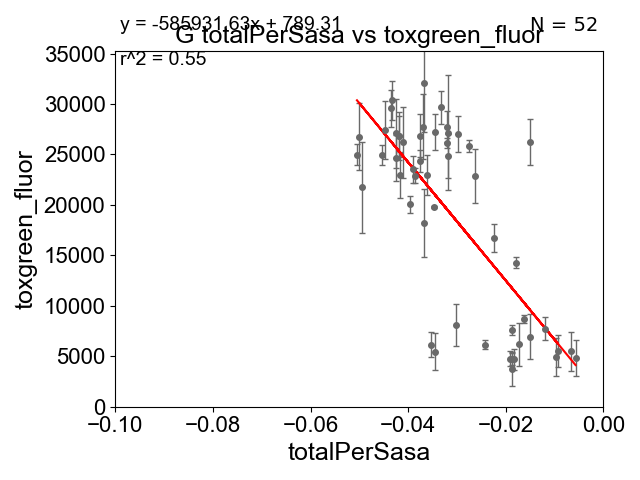 y = -585931.63x + 789.31
N = 52
G totalPerSasa vs toxgreen_fluor
r^2 = 0.55
35000
30000
25000
20000
15000
10000
5000
0
toxgreen_fluor
−0.10 −0.08 −0.06 −0.04 −0.02 0.00
totalPerSasa